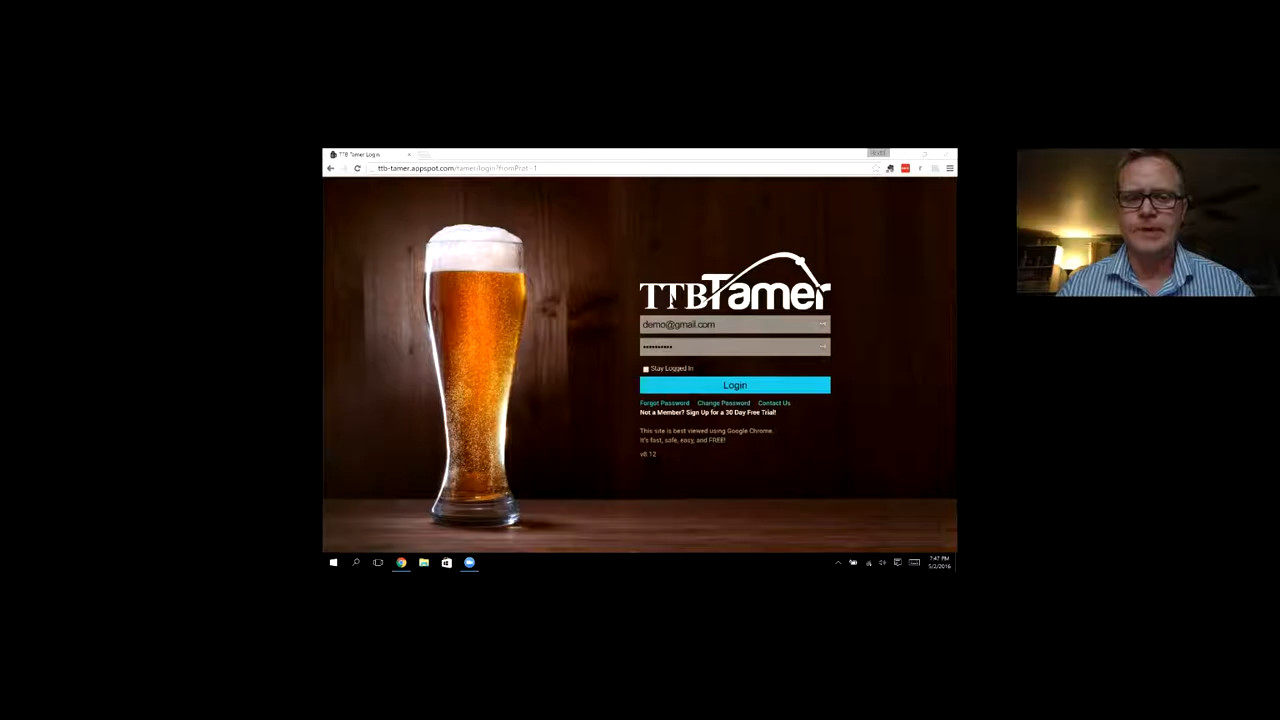 TTB Tamer Login
ttb-tamer.appspot.com/tamer/login?fromProt=1
TTBTamer
demo@gmail.com
Stay Logged In
Login
Forgot Password Change Password Contact Us
Not a Member? Sign Up for a 30 Day Free Trial!
This site is best viewed using Google Chrome.
It's fast, safe, easy, and FREE!
v8.12
7:47 PM
5/2/2016